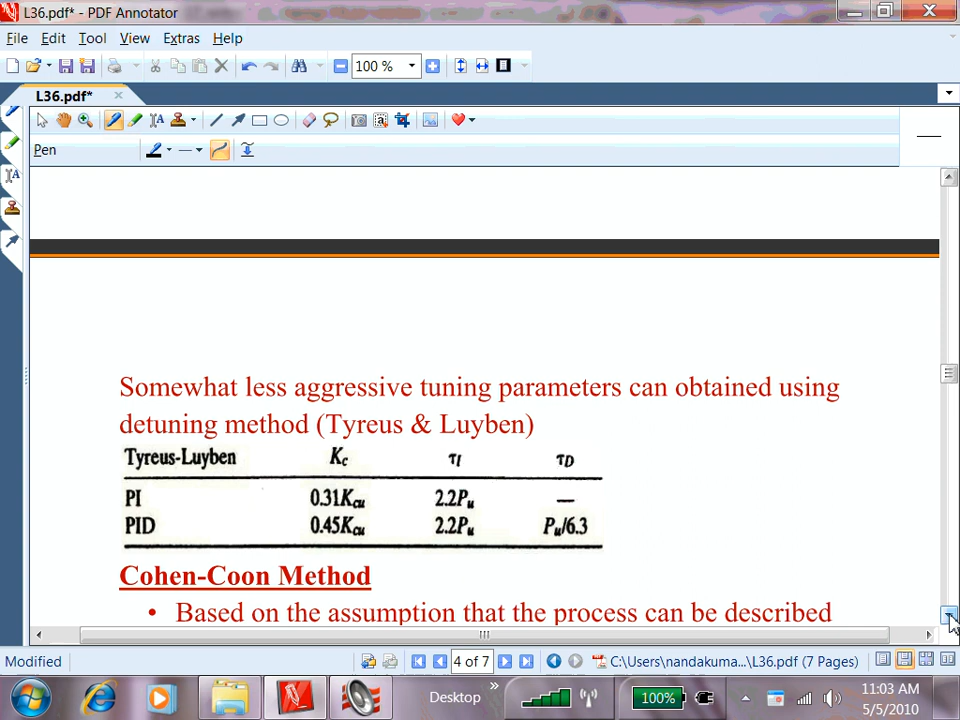 L36.pdf* - PDF Annotator
File Edit Tool View Extras Help
100 %
L36.pdf*
Pen
Somewhat less aggressive tuning parameters can obtained using
detuning method (Tyreus & Luyben)
Tyreus-Luyben Kc τI τD
PI 0.31Kcu 2.2Pu —
PID 0.45Kcu 2.2Pu Pu/6.3
Cohen-Coon Method
• Based on the assumption that the process can be described
Modified 4 of 7 C:\Users\nandakuma...\L36.pdf (7 Pages)
Desktop » 100% 11:03 AM
5/5/2010